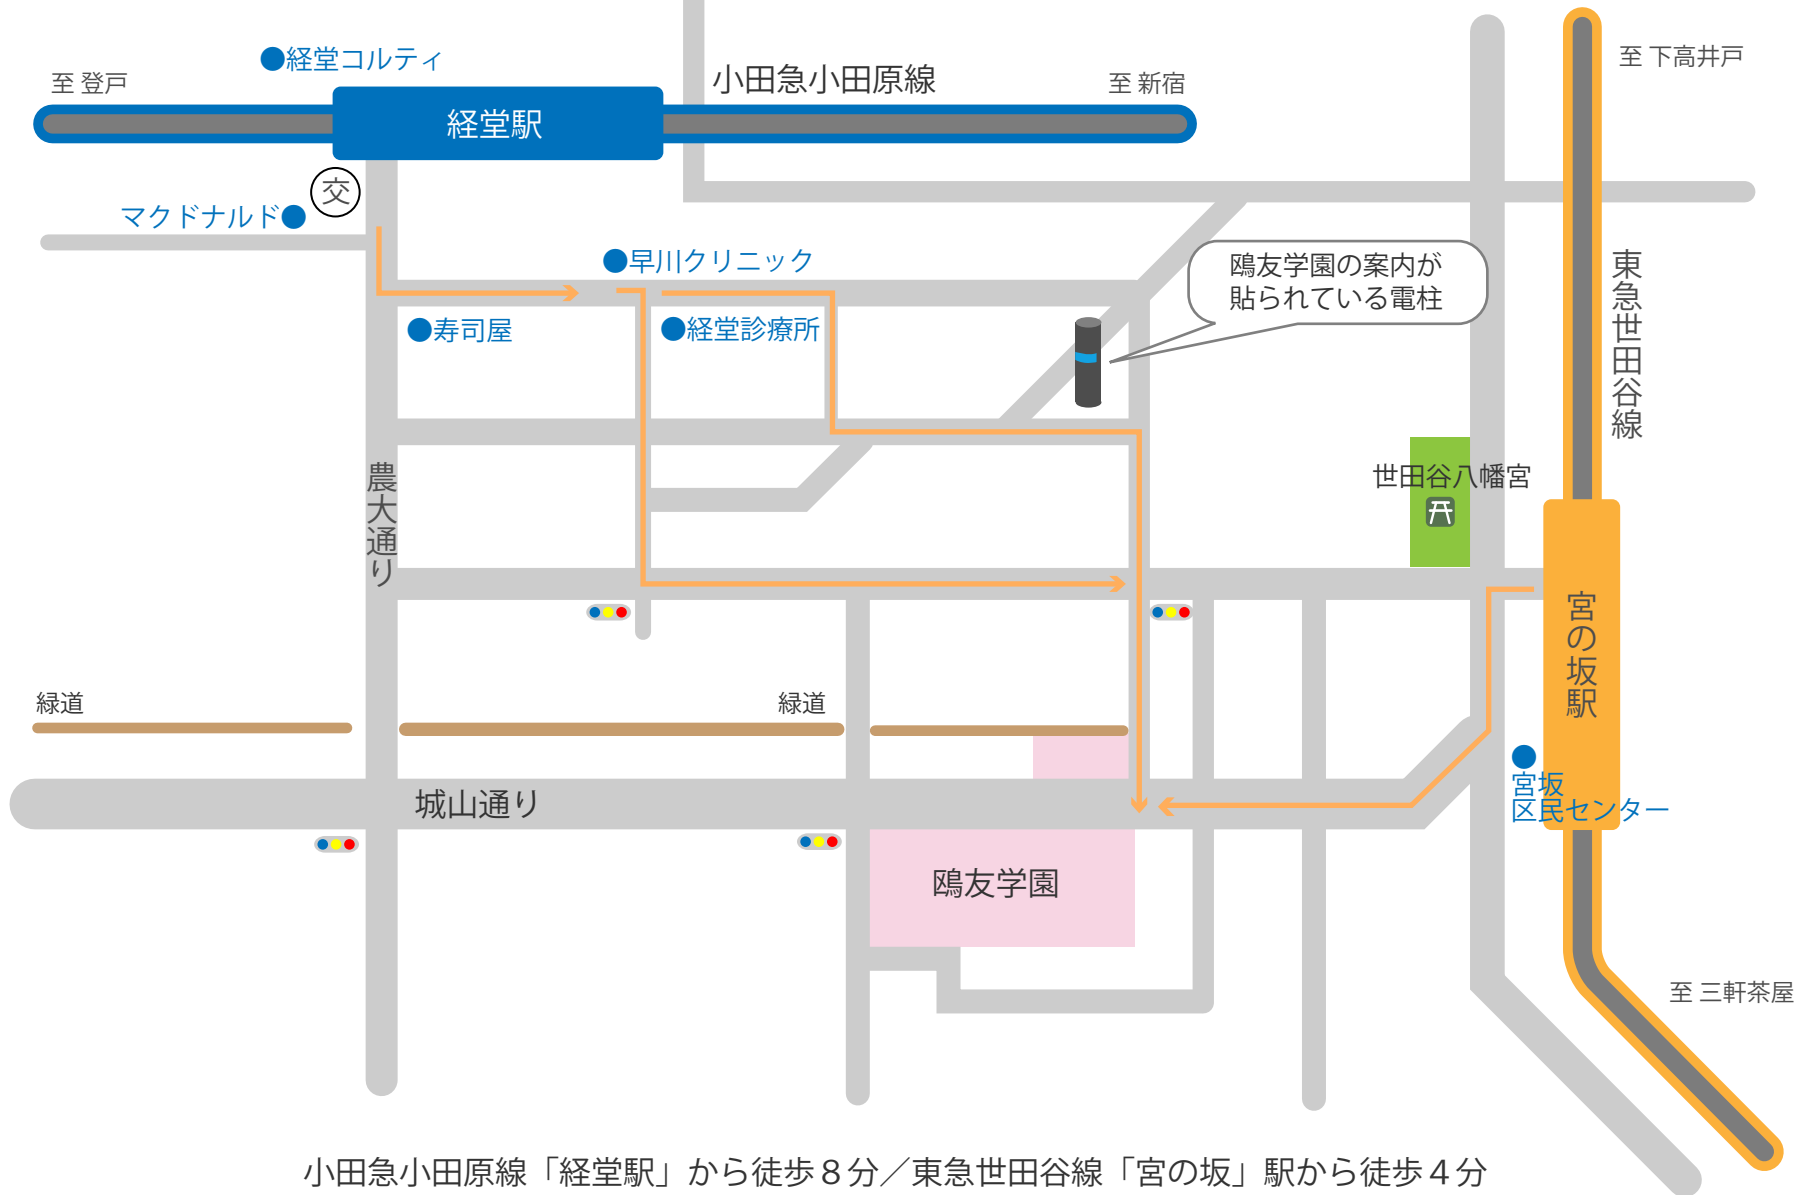 ●経堂コルティ
至 登戸
小田急小田原線
至 新宿
至 下高井戸
経堂駅
交
マクドナルド●
●早川クリニック
鷗友学園の案内が
貼られている電柱
東急世田谷線
●寿司屋
●経堂診療所
農大通り
世田谷八幡宮
宮の坂駅
緑道
緑道
宮坂
区民センター
城山通り
鷗友学園
至 三軒茶屋
小田急小田原線「経堂駅」から徒歩８分／東急世田谷線「宮の坂」駅から徒歩４分